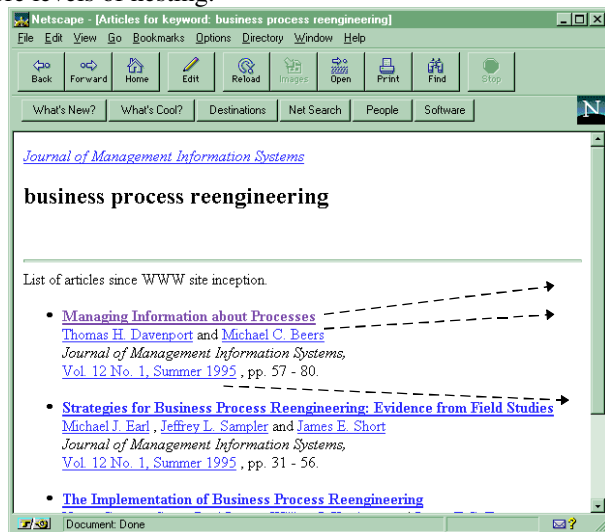 re levels of nesting.
Netscape - [Articles for keyword: business process reengineering]
File Edit View Go Bookmarks Options Directory Window Help
Back Forward Home Edit Reload Images Open Print Find Stop
What's New? What's Cool? Destinations Net Search People Software N
Journal of Management Information Systems
business process reengineering
List of articles since WWW site inception.
• Managing Information about Processes
Thomas H. Davenport and Michael C. Beers
Journal of Management Information Systems,
Vol. 12 No. 1, Summer 1995 , pp. 57 - 80.
• Strategies for Business Process Reengineering: Evidence from Field Studies
Michael J. Earl , Jeffrey L. Sampler and James E. Short
Journal of Management Information Systems,
Vol. 12 No. 1, Summer 1995 , pp. 31 - 56.
• The Implementation of Business Process Reengineering
Document: Done